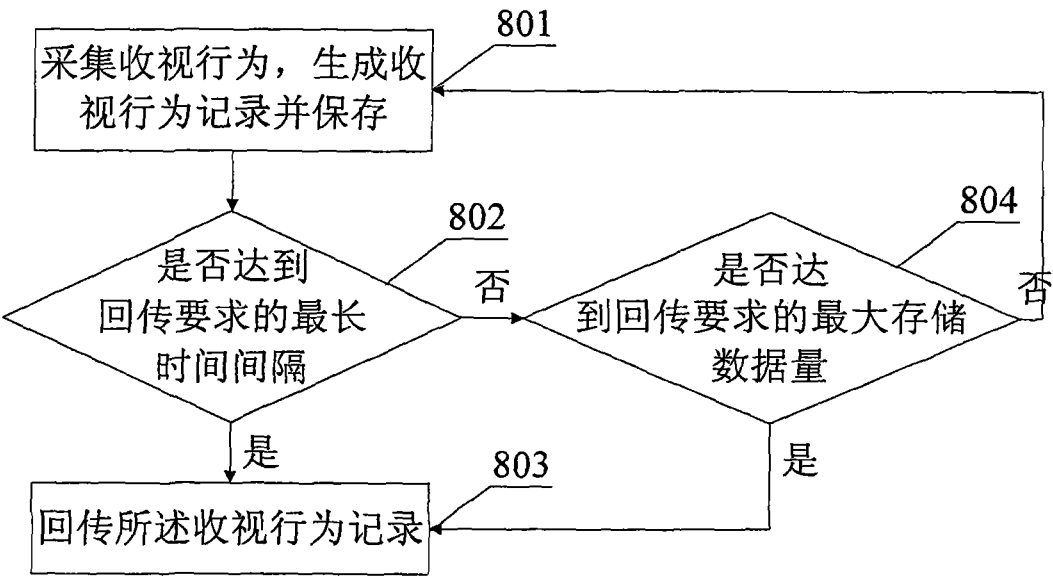 801
采集收视行为，生成收
视行为记录并保存
802
是否达到
回传要求的最长
时间间隔
否
804
是否达
到回传要求的最大存储
数据量
否
是
803
回传所述收视行为记录
是